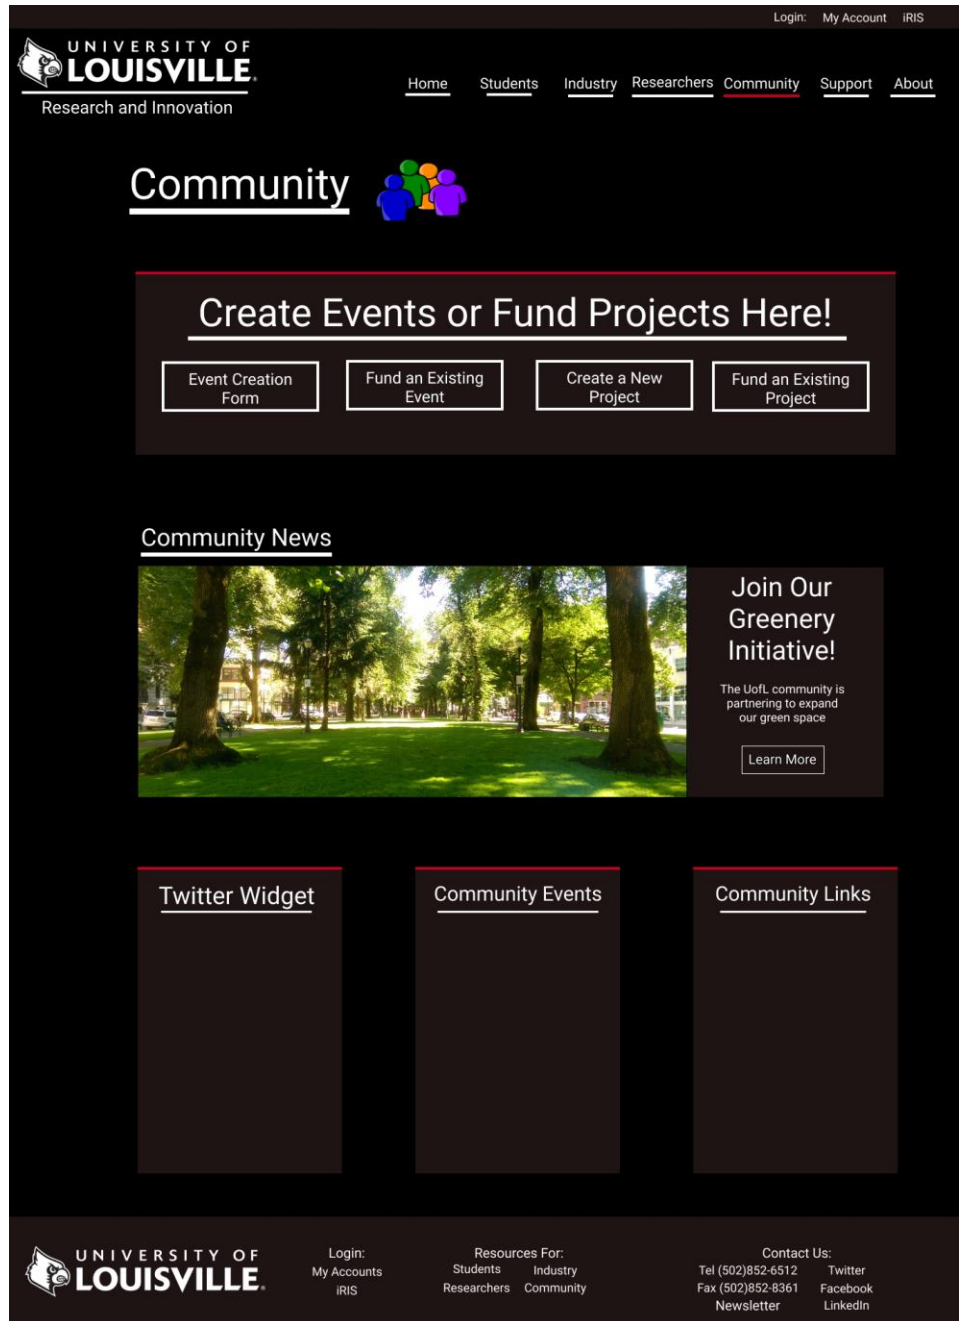 Login: My Account iRIS
UNIVERSITY OF
LOUISVILLE.
Research and Innovation
Home Students Industry Researchers Community Support About
Community
Create Events or Fund Projects Here!
Event Creation
Form
Fund an Existing
Event
Create a New
Project
Fund an Existing
Project
Community News
Join Our
Greenery
Initiative!
The UofL community is
partnering to expand
our green space
Learn More
Twitter Widget
Community Events
Community Links
UNIVERSITY OF
LOUISVILLE.
Login:
My Accounts
iRIS
Resources For:
Students Industry
Researchers Community
Contact Us:
Tel (502)852-6512 Twitter
Fax (502)852-8361 Facebook
Newsletter LinkedIn